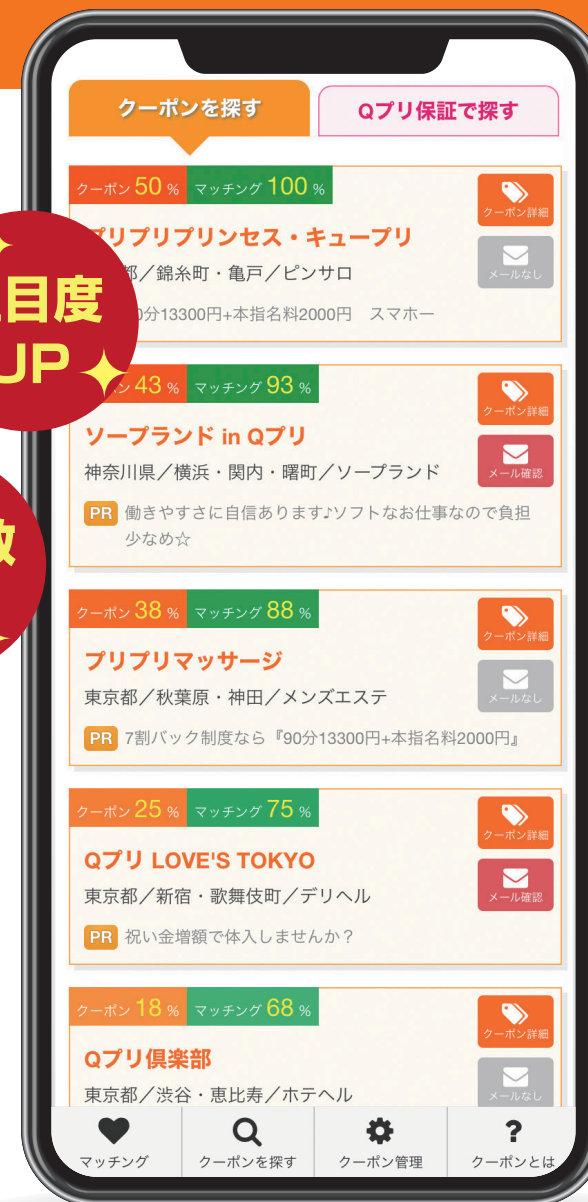 クーポンを探す
Qプリ保証で探す
クーポン 50 % マッチング 100 %
クーポン詳細
プリプリプリンセス・キュープリ
メールなし
都／錦糸町・亀戸／ピンサロ
0分13300円+本指名料2000円 スマホー
目度
UP
ン 43 % マッチング 93 %
クーポン詳細
ソープランド in Qプリ
神奈川県／横浜・関内・曙町／ソープランド
メール確認
PR 働きやすさに自信あります♪ソフトなお仕事なので負担
少なめ☆
クーポン 38 % マッチング 88 %
クーポン詳細
プリプリマッサージ
東京都／秋葉原・神田／メンズエステ
メールなし
PR 7割バック制度なら『90分13300円+本指名料2000円』
クーポン 25 % マッチング 75 %
クーポン詳細
Qプリ LOVE'S TOKYO
東京都／新宿・歌舞伎町／デリヘル
メール確認
PR 祝い金増額で体入しませんか？
クーポン 18 % マッチング 68 %
クーポン詳細
Qプリ倶楽部
東京都／渋谷・恵比寿／ホテヘル
メールなし
マッチング
クーポンを探す
クーポン管理
?
クーポンとは